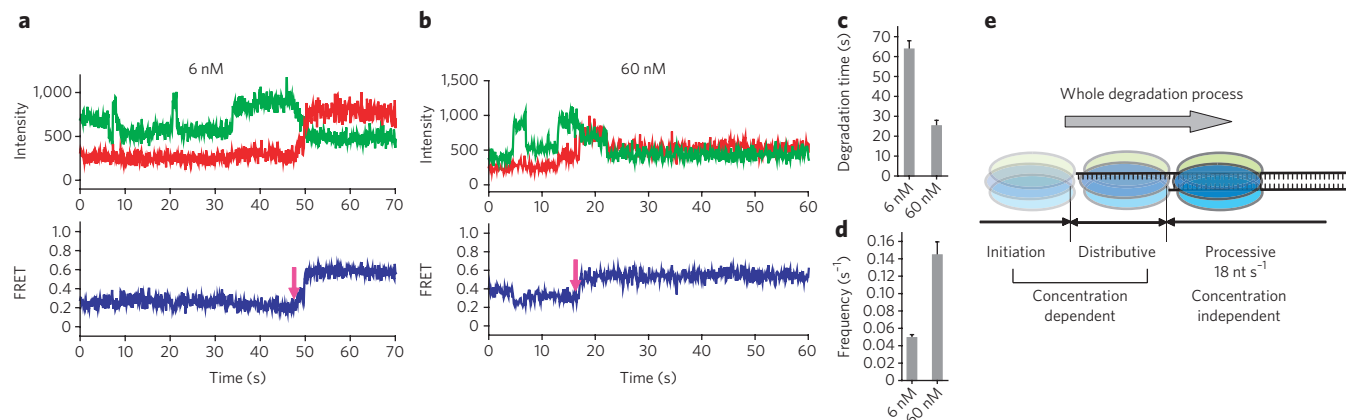 a
6 nM
Intensity
1,000
500
0
0 10 20 30 40 50 60 70
FRET
1.0
0.8
0.6
0.4
0.2
0
0 10 20 30 40 50 60 70
Time (s)
b
60 nM
Intensity
1,500
1,000
500
0
0 10 20 30 40 50 60
FRET
1.0
0.8
0.6
0.4
0.2
0
0 10 20 30 40 50 60
Time (s)
c
Degradation time (s)
70
60
50
40
30
20
10
0
6 nM
60 nM
d
Frequency (s⁻¹)
0.16
0.14
0.12
0.10
0.08
0.06
0.04
0.02
0
6 nM
60 nM
e
Whole degradation process
Initiation Distributive Processive
18 nt s⁻¹
Concentration
dependent
Concentration
independent